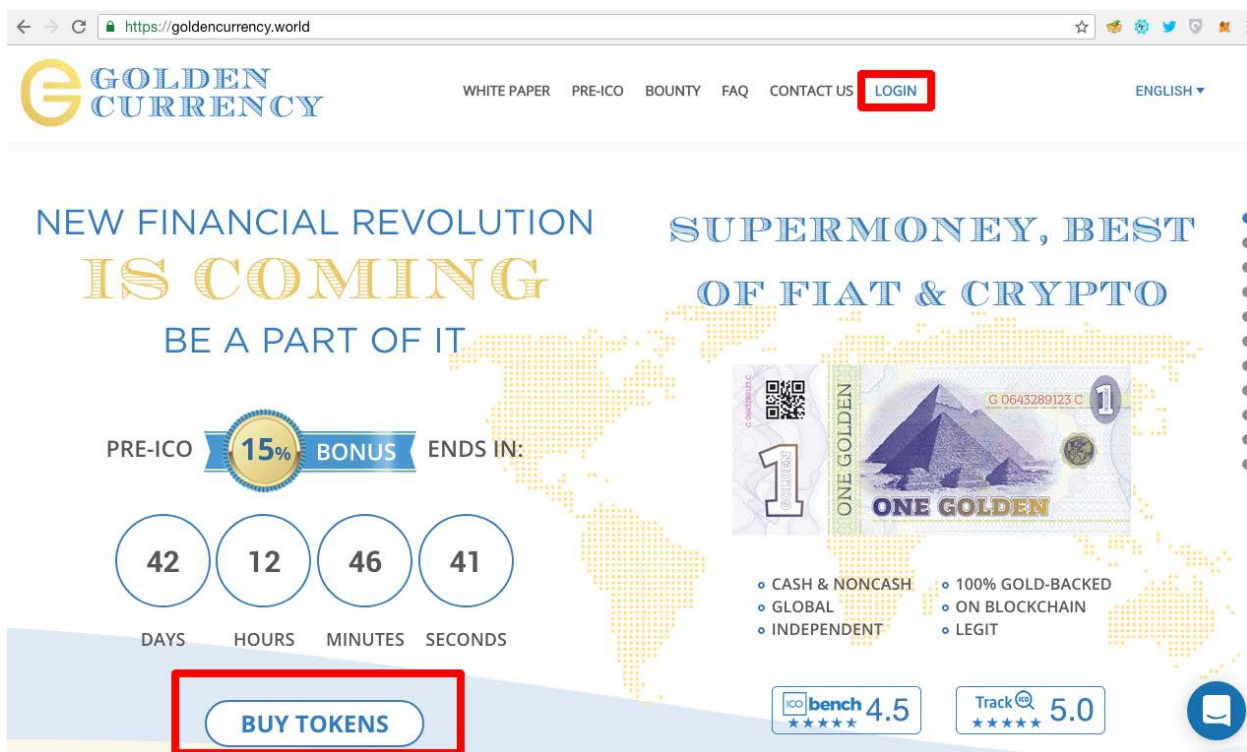 https://goldencurrency.world
GOLDEN
CURRENCY
WHITE PAPER PRE-ICO BOUNTY FAQ CONTACT US LOGIN
ENGLISH
NEW FINANCIAL REVOLUTION
IS COMING
BE A PART OF IT
PRE-ICO 15% BONUS ENDS IN:
42 12 46 41
DAYS HOURS MINUTES SECONDS
BUY TOKENS
SUPERMONEY, BEST
OF FIAT & CRYPTO
G 0643289123 C
1
GOLDEN
ONE GOLDEN
G 0643289123 C
1
ONE GOLDEN
CASH & NONCASH
GLOBAL
INDEPENDENT
100% GOLD-BACKED
ON BLOCKCHAIN
LEGIT
ICO bench 4.5
Track ICO 5.0